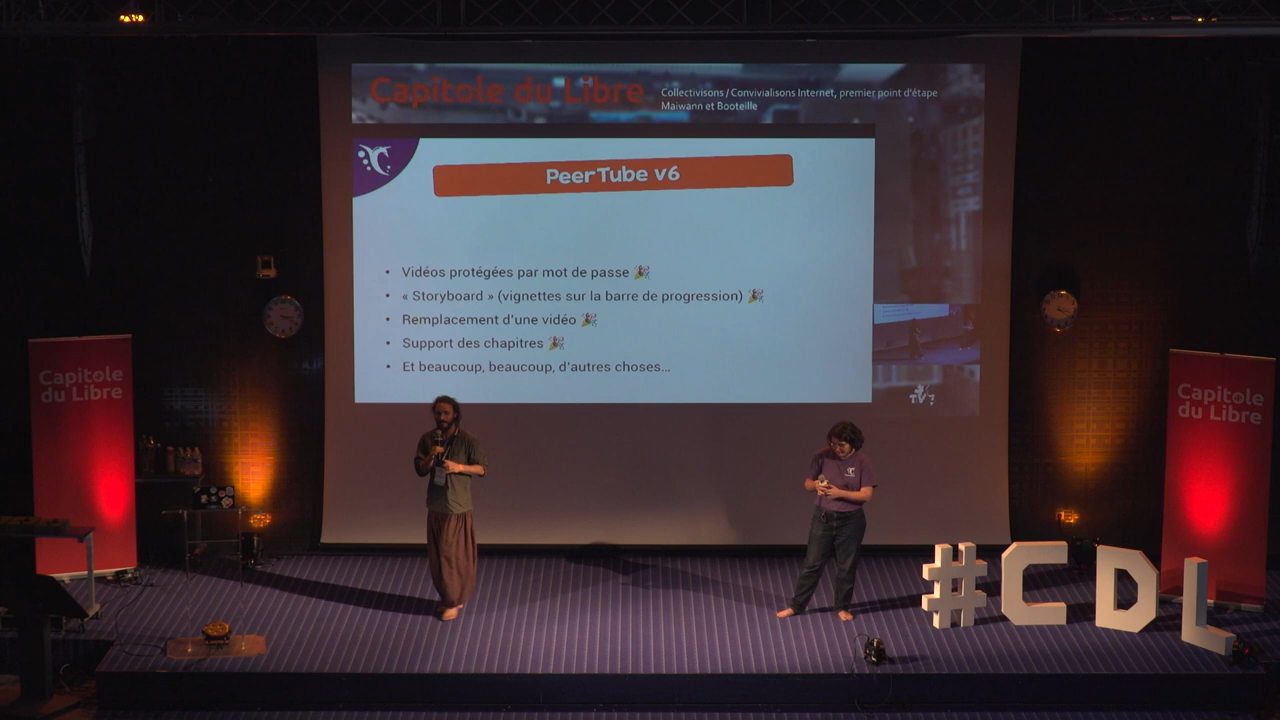 Capitole du Libre
Collectivisons / Convivialisons Internet, premier point d'étape
Maiwann et Booteille
PeerTube v6
• Vidéos protégées par mot de passe 🎉
• « Storyboard » (vignettes sur la barre de progression) 🎉
• Remplacement d'une vidéo 🎉
• Support des chapitres 🎉
• Et beaucoup, beaucoup, d'autres choses...
Capitole
du Libre
Capitole
du Libre
#CDL